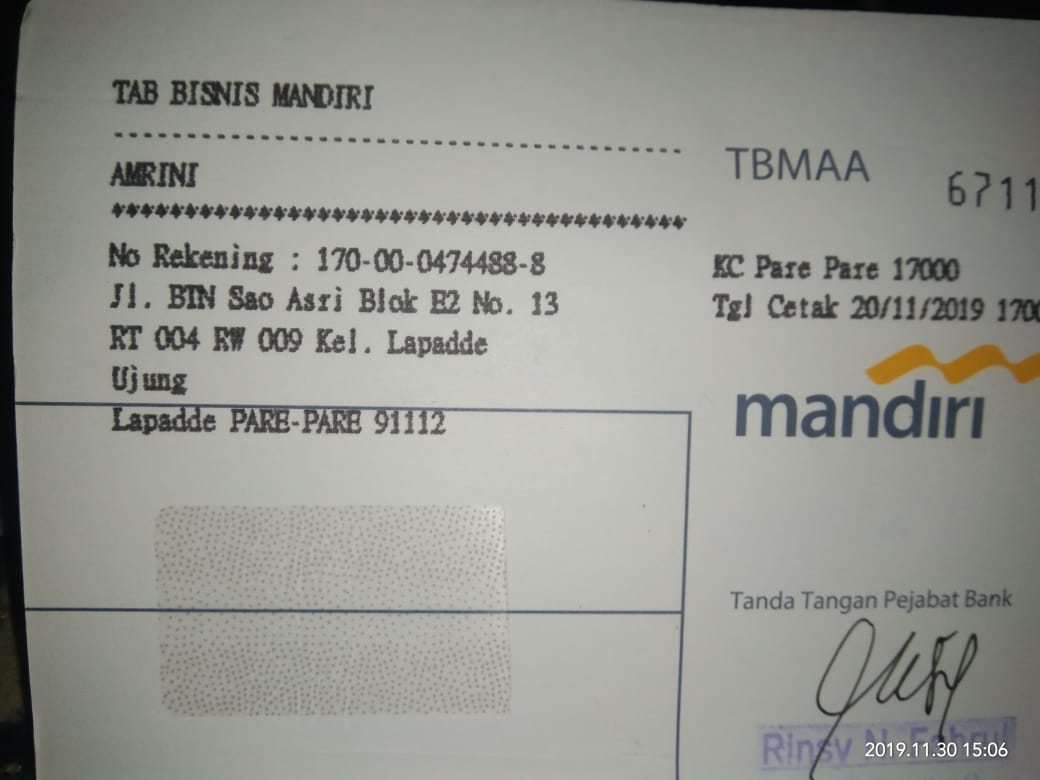 TAB BISNIS MANDIRI
AMRINI
No Rekening : 170-00-0474488-8
Jl. BTN Sao Asri Blok E2 No. 13
RT 004 RW 009 Kel. Lapadde
Ujung
Lapadde PARE-PARE 91112
TBMAA 6711
KC Pare Pare 17000
Tgl Cetak 20/11/2019 1700
mandırı
Tanda Tangan Pejabat Bank
Rinsy N.
2019.11.30 15:06